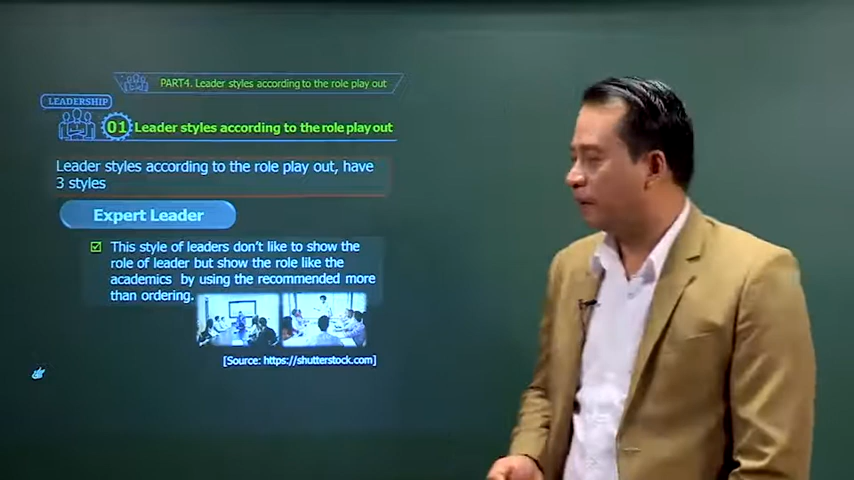 PART4. Leader styles according to the role play out
LEADERSHIP
01 Leader styles according to the role play out
Leader styles according to the role play out, have
3 styles
Expert Leader
This style of leaders don't like to show the
role of leader but show the role like the
academics by using the recommended more
than ordering.
[Source: https://shutterstock.com]